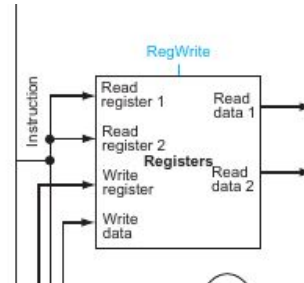 RegWrite
Instruction
Read
register 1
Read
register 2
Write
register
Write
data
Registers
Read
data 1
Read
data 2